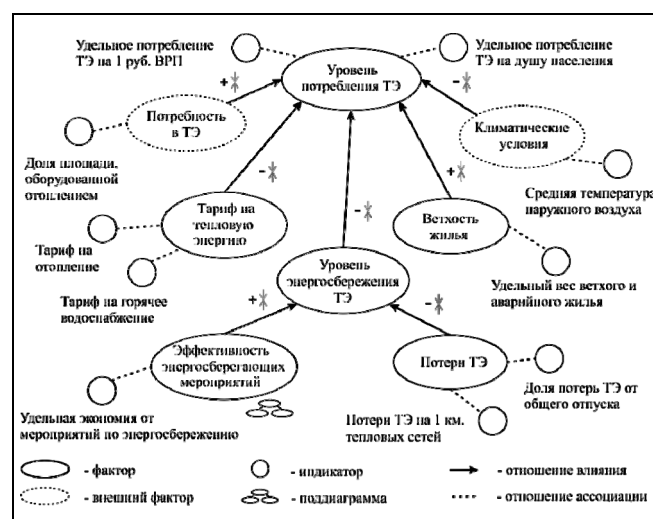 Удельное потребление
ТЭ на 1 руб. ВРП
Уровень
потребления ТЭ
Удельное потребление
ТЭ на душу населения
+
-
Потребность
в ТЭ
Климатические
условия
Доля площади,
оборудованной
отоплением
-
+
Средняя температура
наружного воздуха
Тариф на
тепловую
энергию
-
Ветхость
жилья
Тариф на
отопление
Уровень
энергосбережения
ТЭ
Тариф на горячее
водоснабжение
Удельный вес ветхого и
аварийного жилья
+
-
Эффективность
энергосберегающих
мероприятий
Потери ТЭ
Доля потерь ТЭ от
общего отпуска
Удельная экономия от
мероприятий по энергосбережению
Потери ТЭ на 1 км.
тепловых сетей
- фактор
- индикатор
- отношение влияния
- внешний фактор
- поддиаграмма
- отношение ассоциации